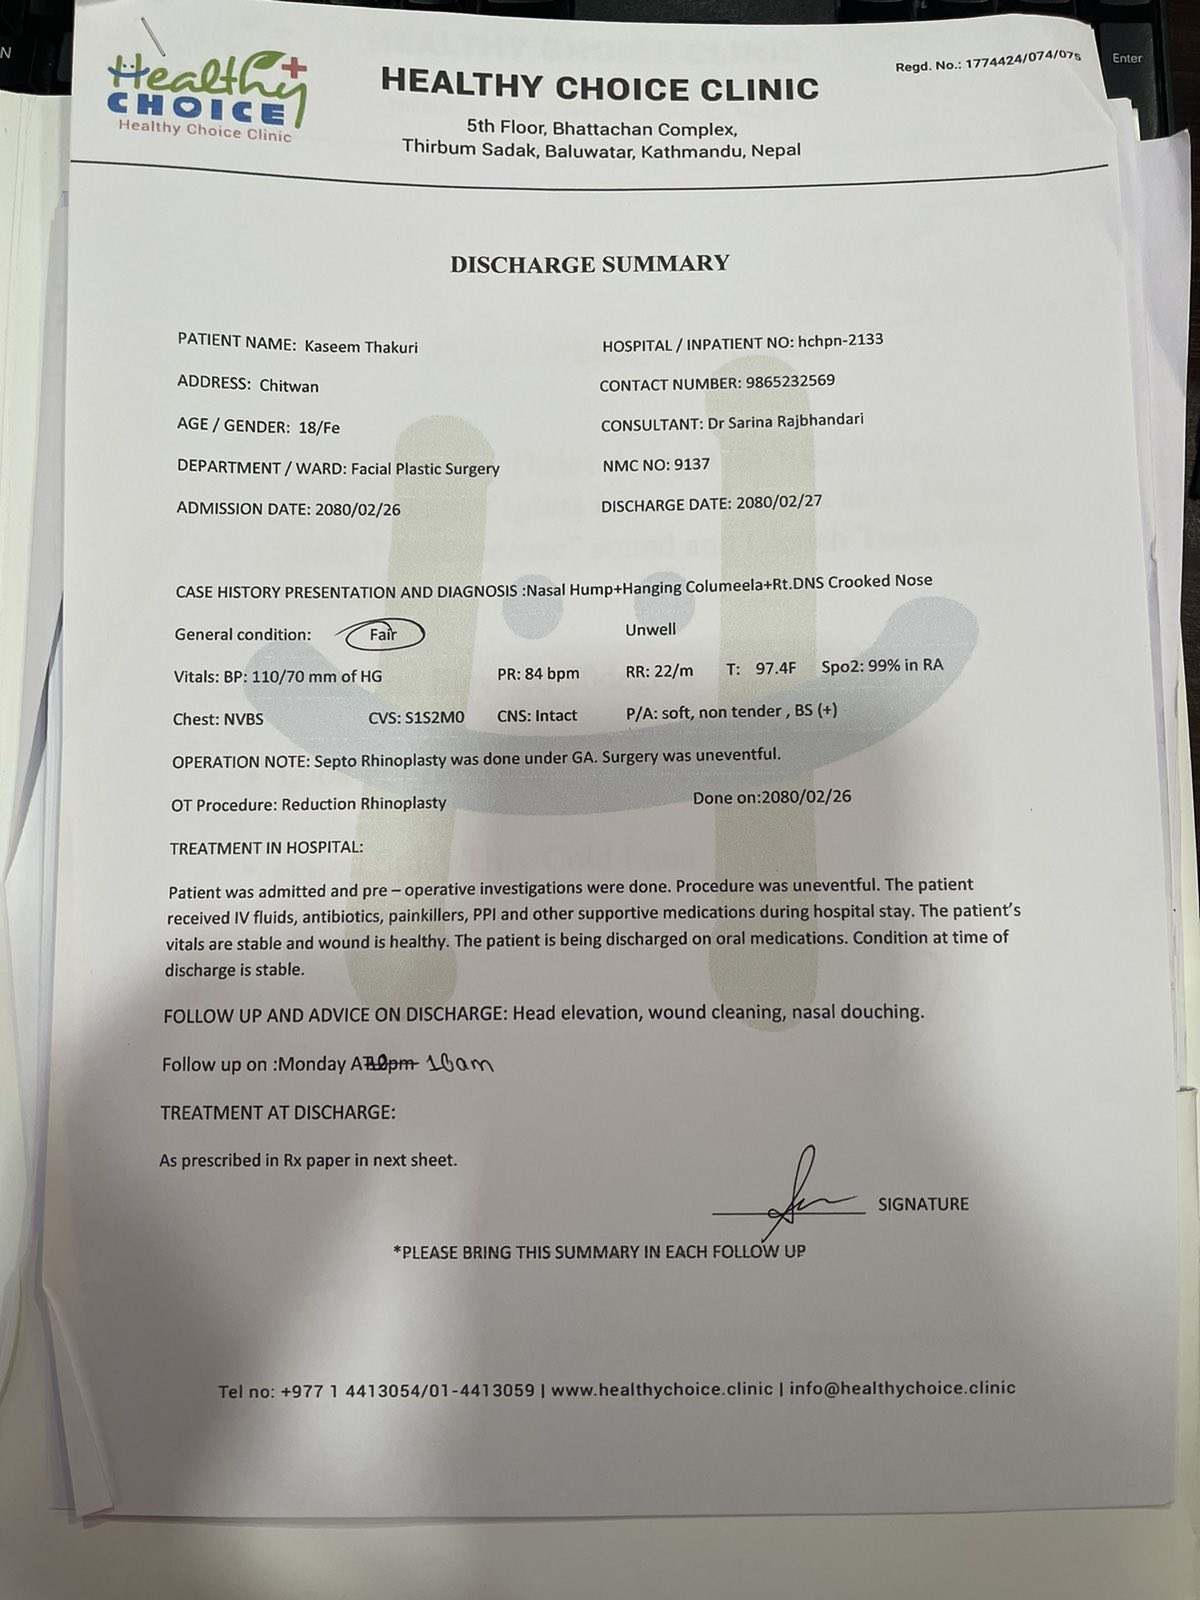 Healthy+
CHOICE
Healthy Choice Clinic
HEALTHY CHOICE CLINIC
Regd. No.: 1774424/074/075
5th Floor, Bhattachan Complex,
Thirbum Sadak, Baluwatar, Kathmandu, Nepal
DISCHARGE SUMMARY
PATIENT NAME: Kaseem Thakuri HOSPITAL / INPATIENT NO: hchpn-2133
ADDRESS: Chitwan CONTACT NUMBER: 9865232569
AGE / GENDER: 18/Fe CONSULTANT: Dr Sarina Rajbhandari
DEPARTMENT / WARD: Facial Plastic Surgery NMC NO: 9137
ADMISSION DATE: 2080/02/26 DISCHARGE DATE: 2080/02/27
CASE HISTORY PRESENTATION AND DIAGNOSIS :Nasal Hump+Hanging Columeela+Rt.DNS Crooked Nose
General condition: Fair Unwell
Vitals: BP: 110/70 mm of HG PR: 84 bpm RR: 22/m T: 97.4F Spo2: 99% in RA
Chest: NVBS CVS: S1S2M0 CNS: Intact P/A: soft, non tender , BS (+)
OPERATION NOTE: Septo Rhinoplasty was done under GA. Surgery was uneventful.
OT Procedure: Reduction Rhinoplasty Done on:2080/02/26
TREATMENT IN HOSPITAL:
Patient was admitted and pre – operative investigations were done. Procedure was uneventful. The patient
received IV fluids, antibiotics, painkillers, PPI and other supportive medications during hospital stay. The patient's
vitals are stable and wound is healthy. The patient is being discharged on oral medications. Condition at time of
discharge is stable.
FOLLOW UP AND ADVICE ON DISCHARGE: Head elevation, wound cleaning, nasal douching.
Follow up on :Monday 10am
TREATMENT AT DISCHARGE:
As prescribed in Rx paper in next sheet.
SIGNATURE
*PLEASE BRING THIS SUMMARY IN EACH FOLLOW UP
Tel no: +977 1 4413054/01-4413059 | www.healthychoice.clinic | info@healthychoice.clinic
Enter
N